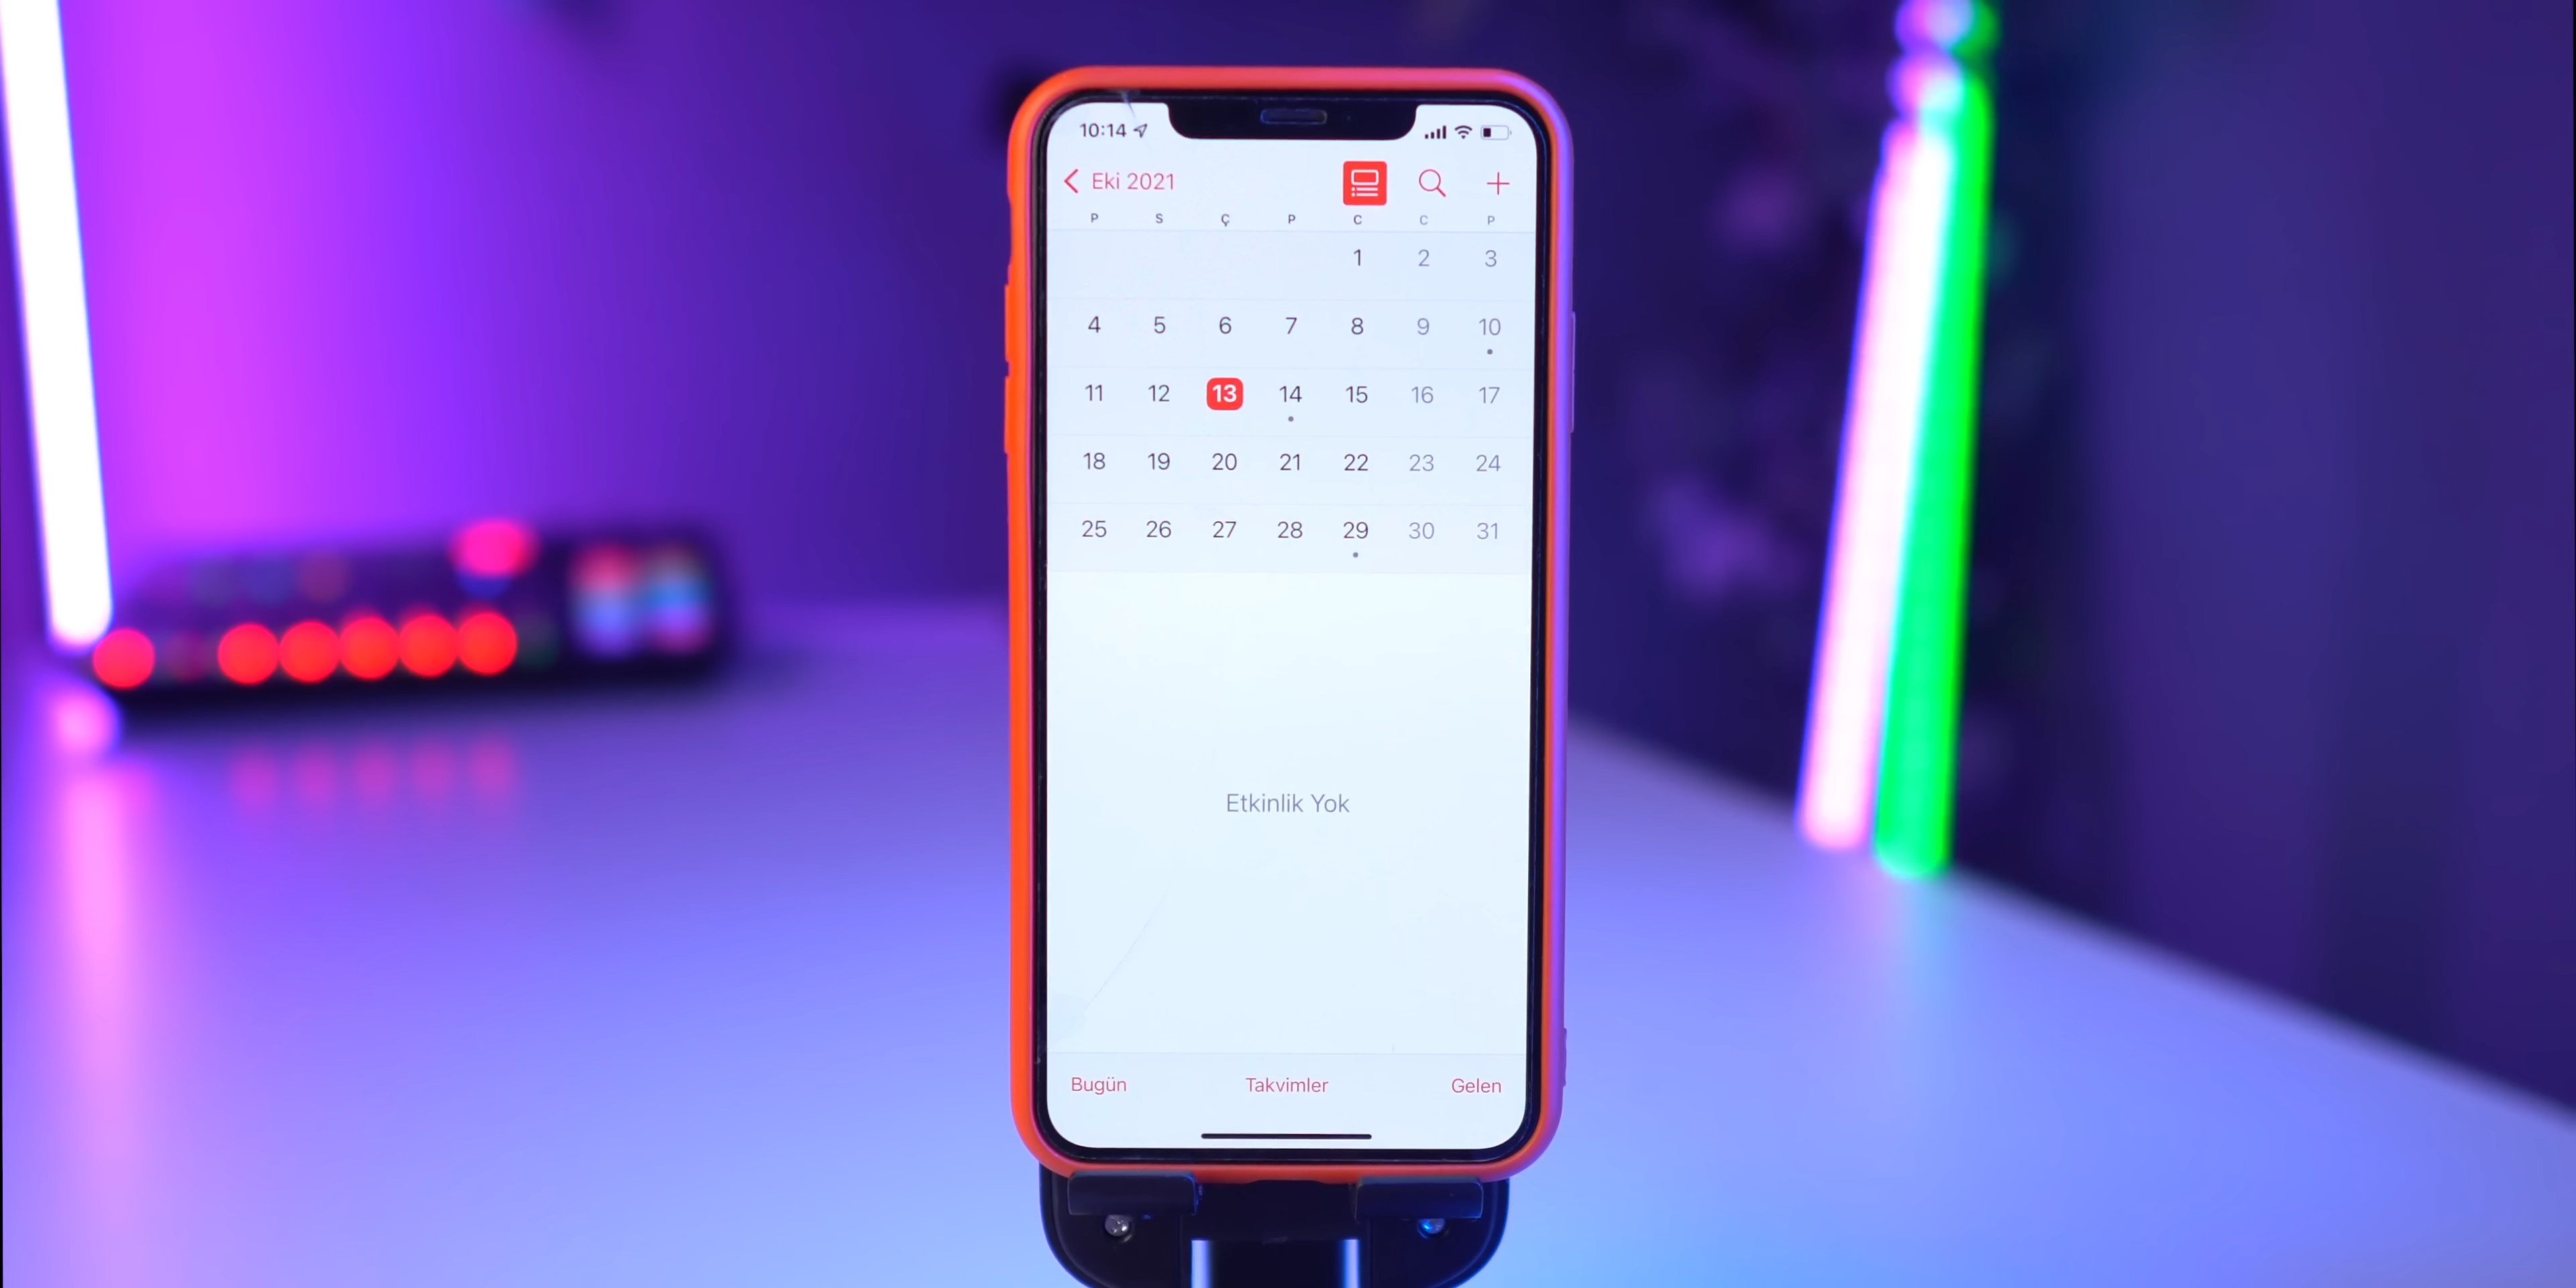 10:14
Eki 2021
P S Ç P C C P
1 2 3
4 5 6 7 8 9 10
11 12 13 14 15 16 17
18 19 20 21 22 23 24
25 26 27 28 29 30 31
Etkinlik Yok
Bugün Takvimler Gelen